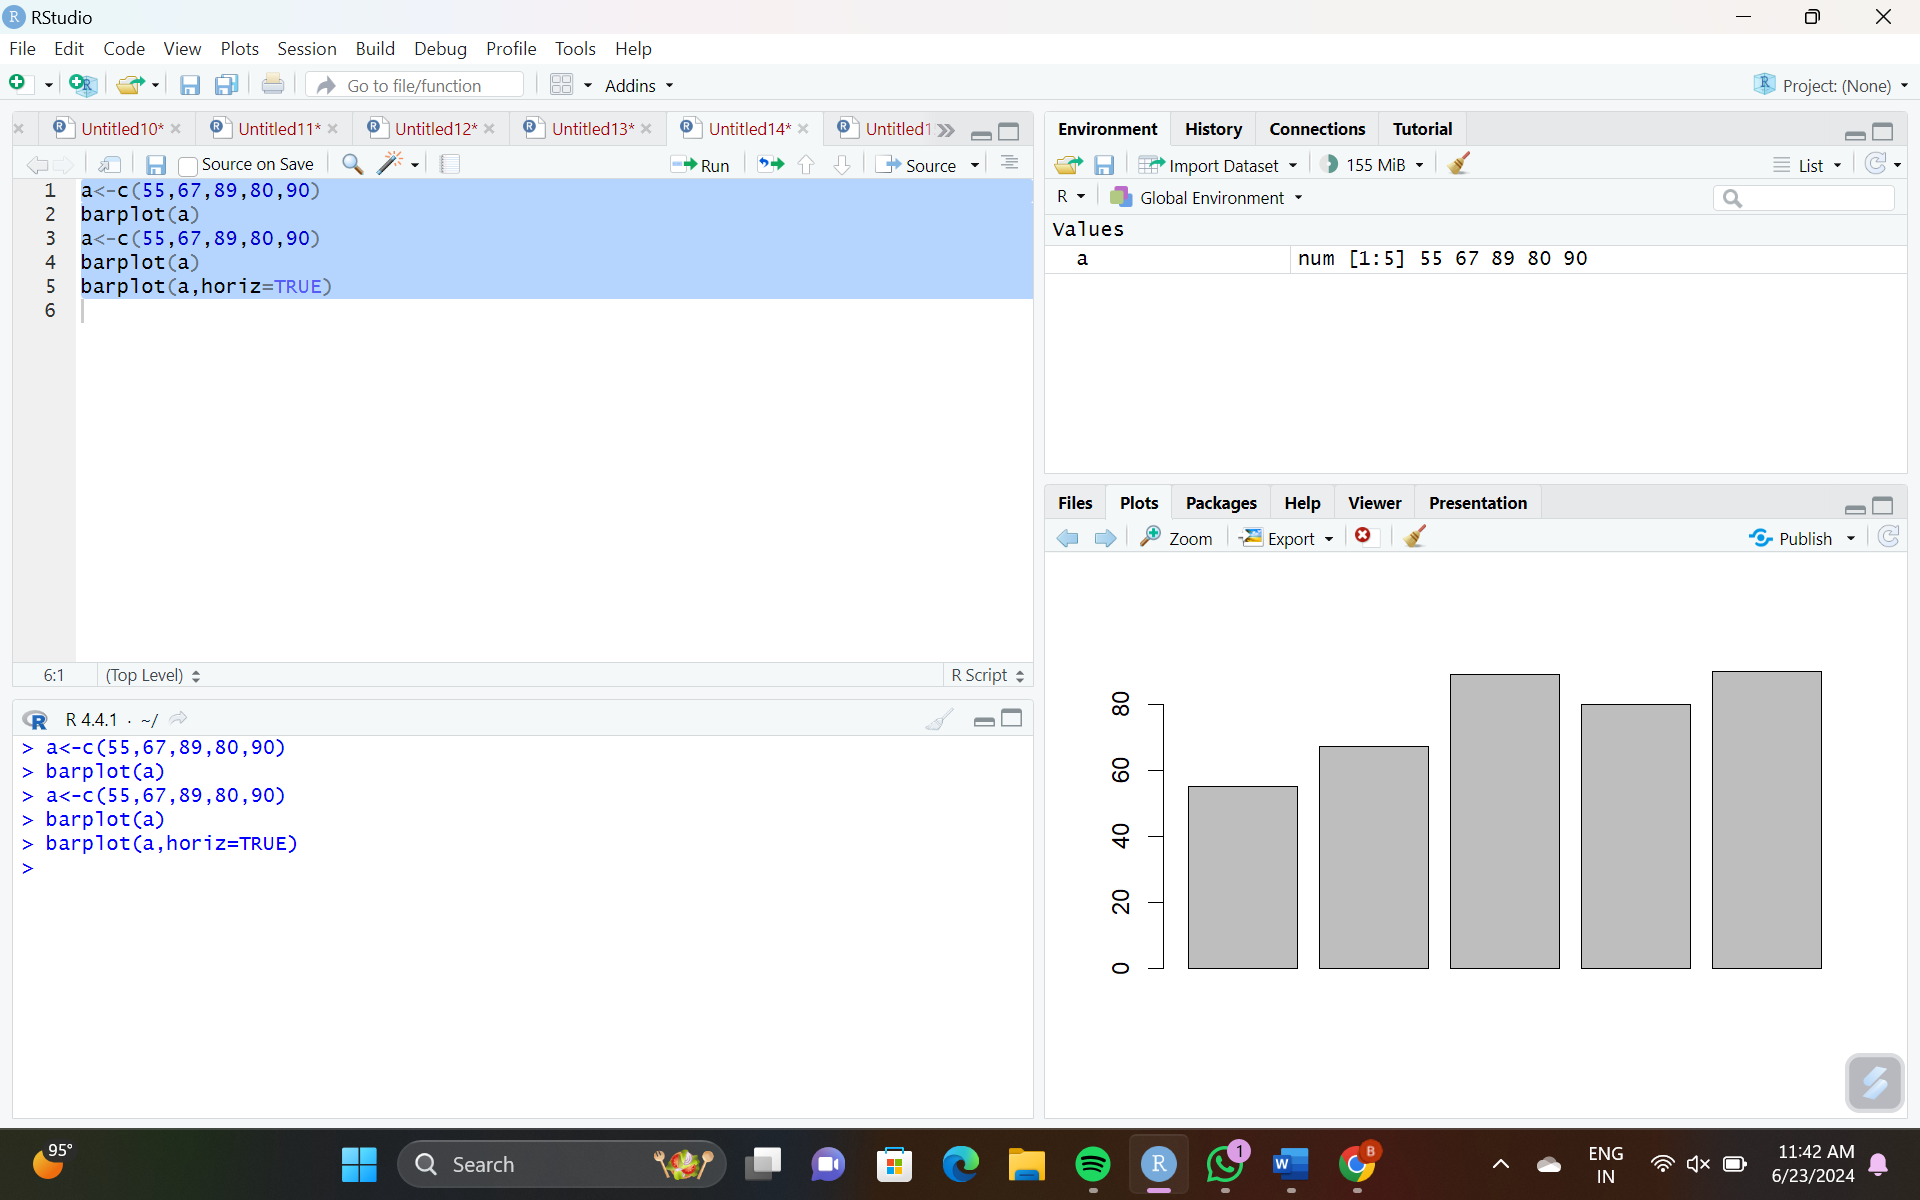 RStudio
File Edit Code View Plots Session Build Debug Profile Tools Help
Go to file/function
Addins
Project: (None)
Untitled10*
Untitled11*
Untitled12*
Untitled13*
Untitled14*
Untitled1
Source on Save
Run
Source
1 a<-c(55,67,89,80,90)
2 barplot(a)
3 a<-c(55,67,89,80,90)
4 barplot(a)
5 barplot(a,horiz=TRUE)
6
6:1 (Top Level) R Script
R 4.4.1 · ~/
> a<-c(55,67,89,80,90)
> barplot(a)
> a<-c(55,67,89,80,90)
> barplot(a)
> barplot(a,horiz=TRUE)
>
Environment History Connections Tutorial
Import Dataset 155 MiB List
R Global Environment
Values
a num [1:5] 55 67 89 80 90
Files Plots Packages Help Viewer Presentation
Zoom Export Publish
80
60
40
20
0
95°
Search
R
1
B
ENG
IN
11:42 AM
6/23/2024